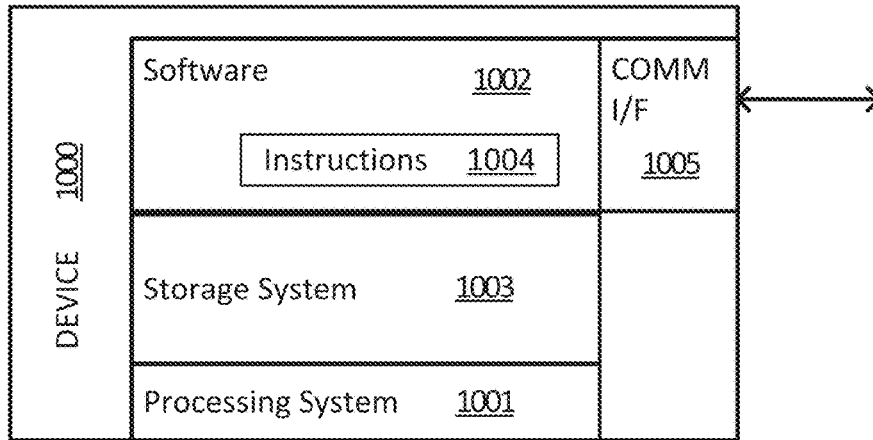 DEVICE 1000
Software 1002
Instructions 1004
COMM
I/F
1005
Storage System 1003
Processing System 1001